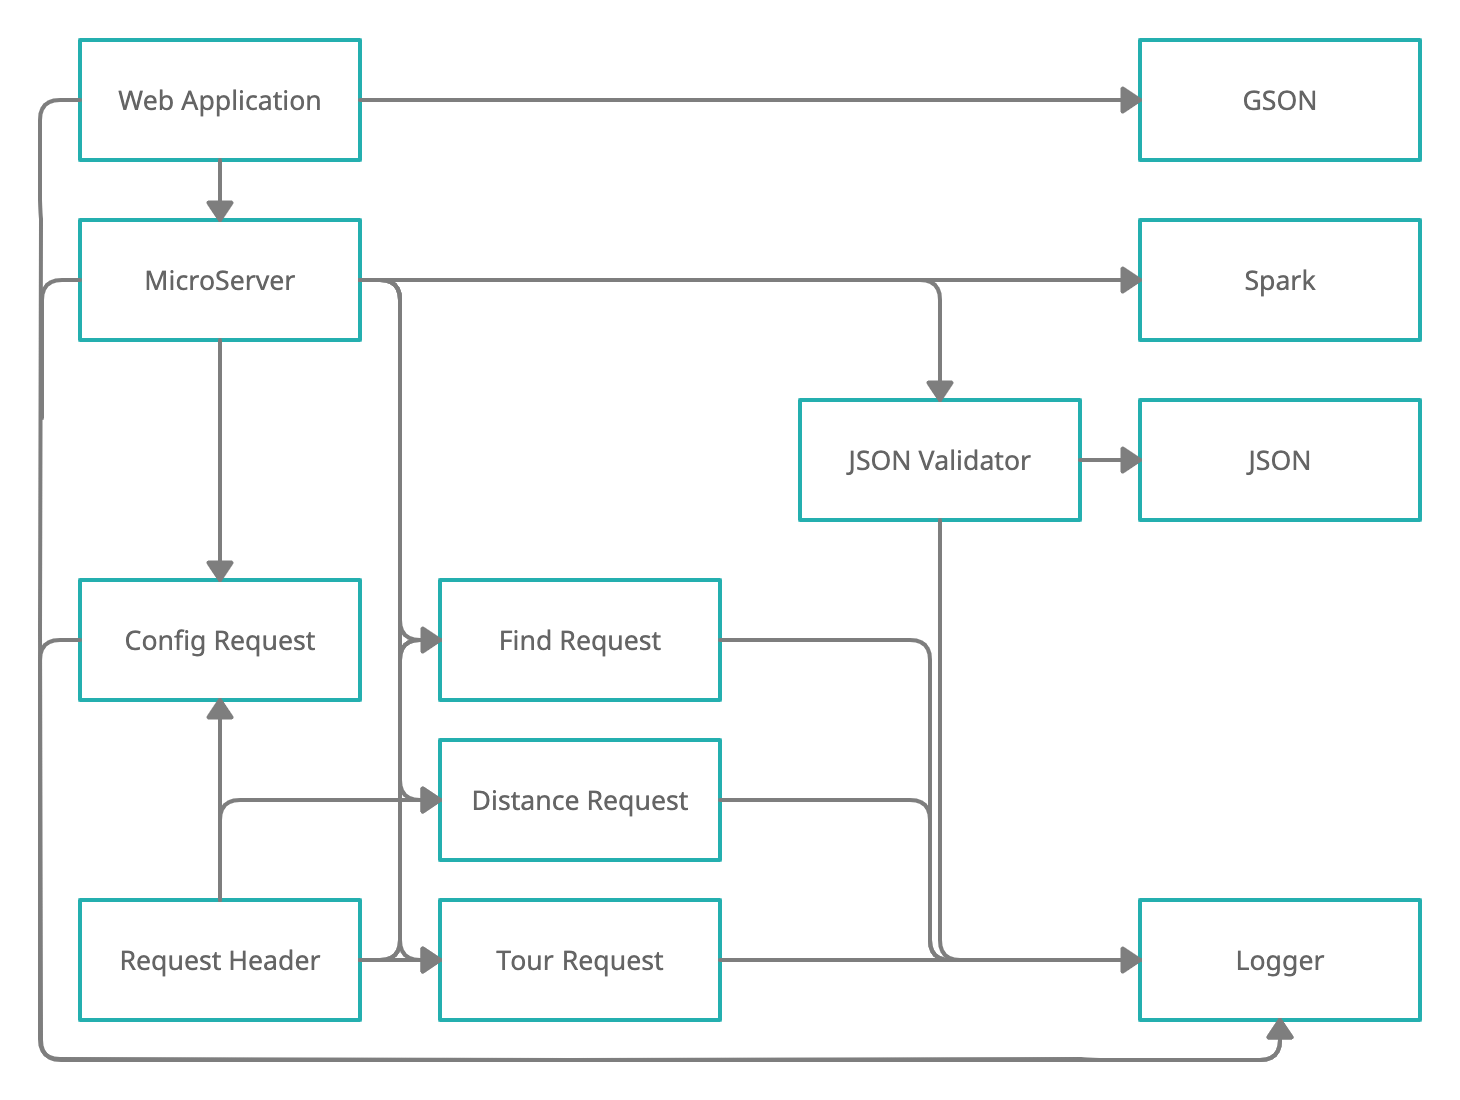 Web Application
GSON
MicroServer
Spark
JSON Validator
JSON
Config Request
Find Request
Distance Request
Request Header
Tour Request
Logger